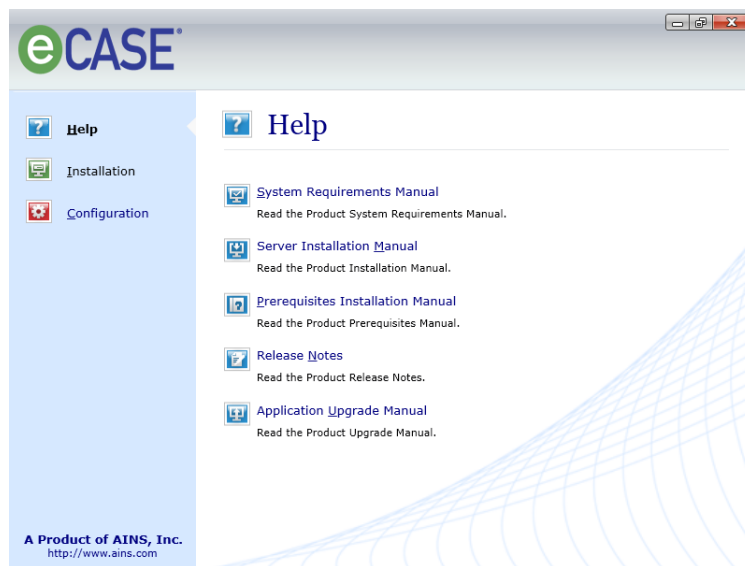 eCASE®
Help
Installation
Configuration
Help
System Requirements Manual
Read the Product System Requirements Manual.
Server Installation Manual
Read the Product Installation Manual.
Prerequisites Installation Manual
Read the Product Prerequisites Manual.
Release Notes
Read the Product Release Notes.
Application Upgrade Manual
Read the Product Upgrade Manual.
A Product of AINS, Inc.
http://www.ains.com